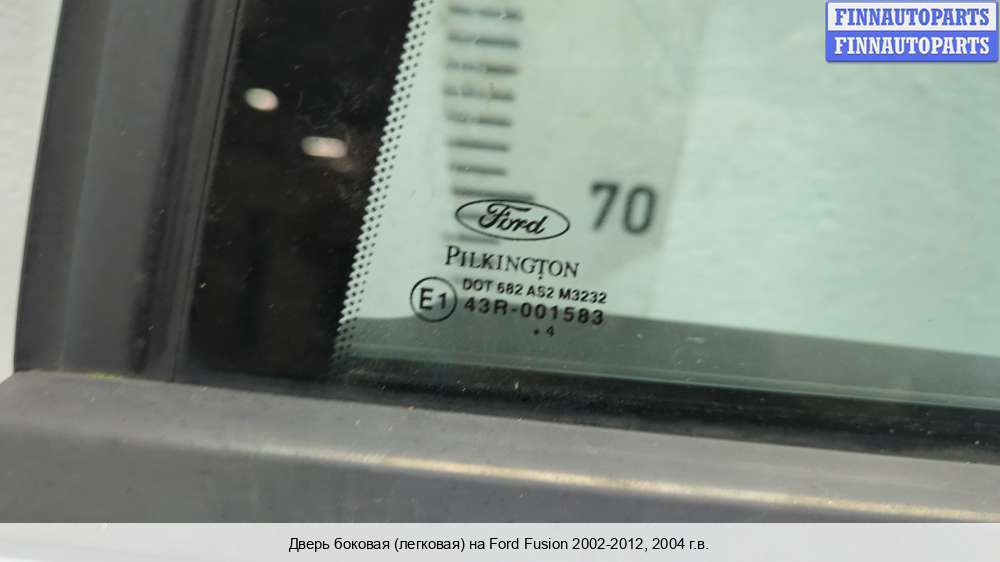 FINNAUTOPARTS
FINNAUTOPARTS
70
Ford
PILKINGTON
DOT 682 AS2 M3232
E1 43R-001583
• 4
Дверь боковая (легковая) на Ford Fusion 2002-2012, 2004 г.в.